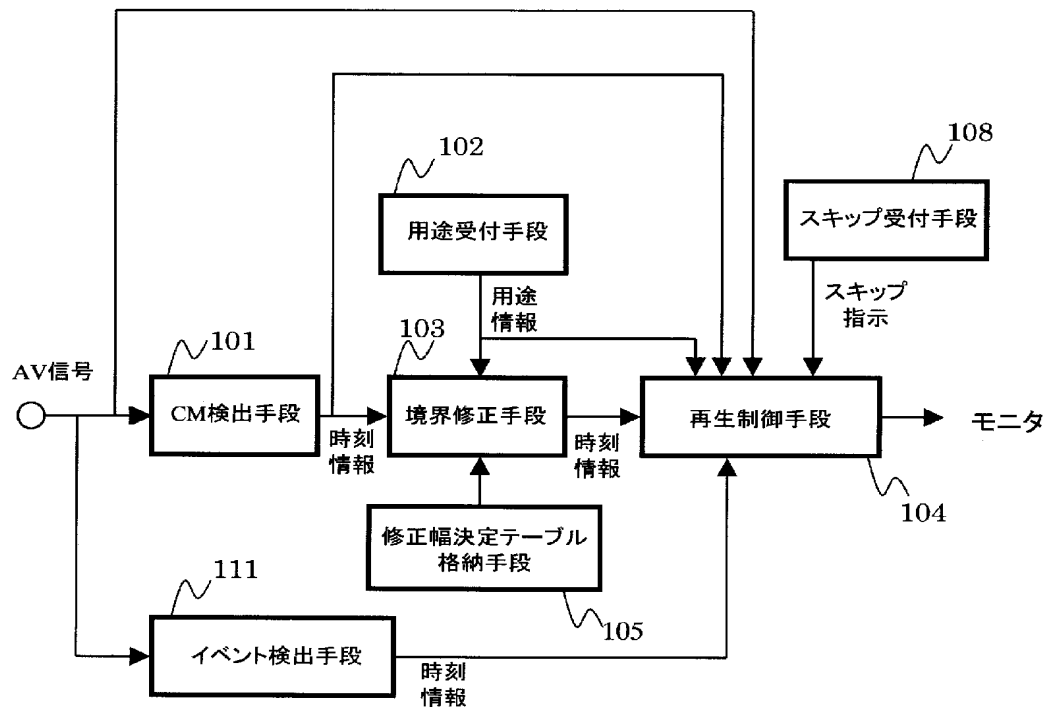 108
102
スキップ受付手段
用途受付手段
スキップ
指示
用途
情報
103
101
AV信号
CM検出手段
境界修正手段
再生制御手段
モニタ
時刻
情報
時刻
情報
104
修正幅決定テーブル
格納手段
111
105
イベント検出手段
時刻
情報